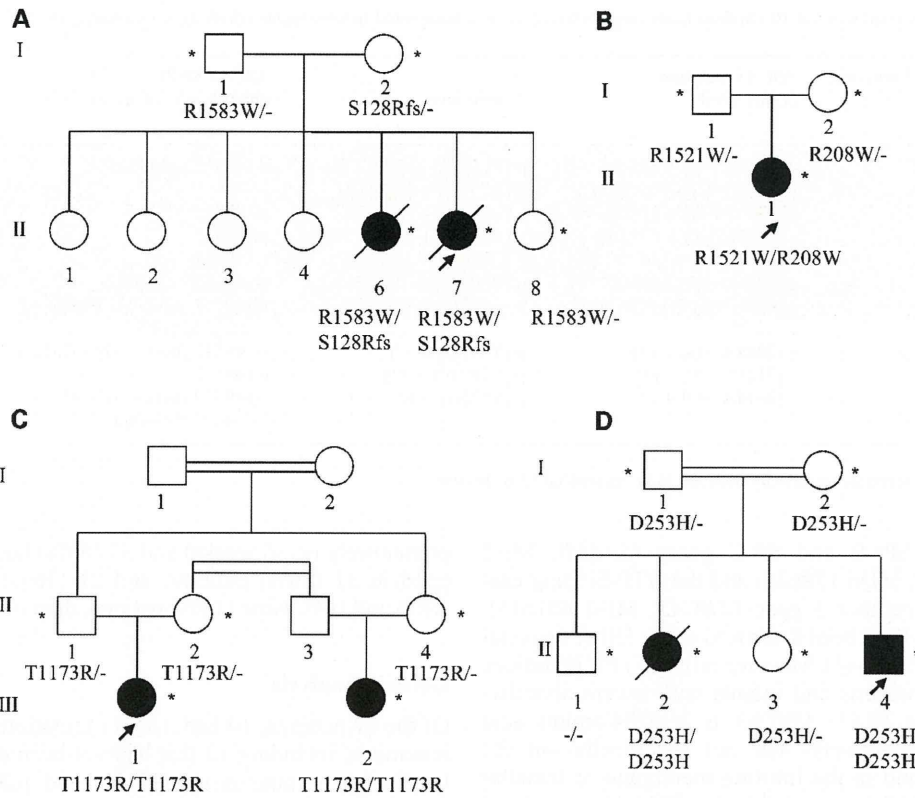 A
I
* *
1 2
R1583W/- S128Rfs/-
II
* * *
1 2 3 4 6 7 8
R1583W/ R1583W/ R1583W/-
S128Rfs S128Rfs
B
I
* *
1 2
R1521W/- R208W/-
II
*
1
R1521W/R208W
C
I
1 2
II
* * *
1 2 3 4
T1173R/- T1173R/- T1173R/-
III
* *
1 2
T1173R/T1173R T1173R/T1173R
D
I
* *
1 2
D253H/- D253H/-
II
* * * *
1 2 3 4
-/- D253H/ D253H/- D253H
D253H D253H